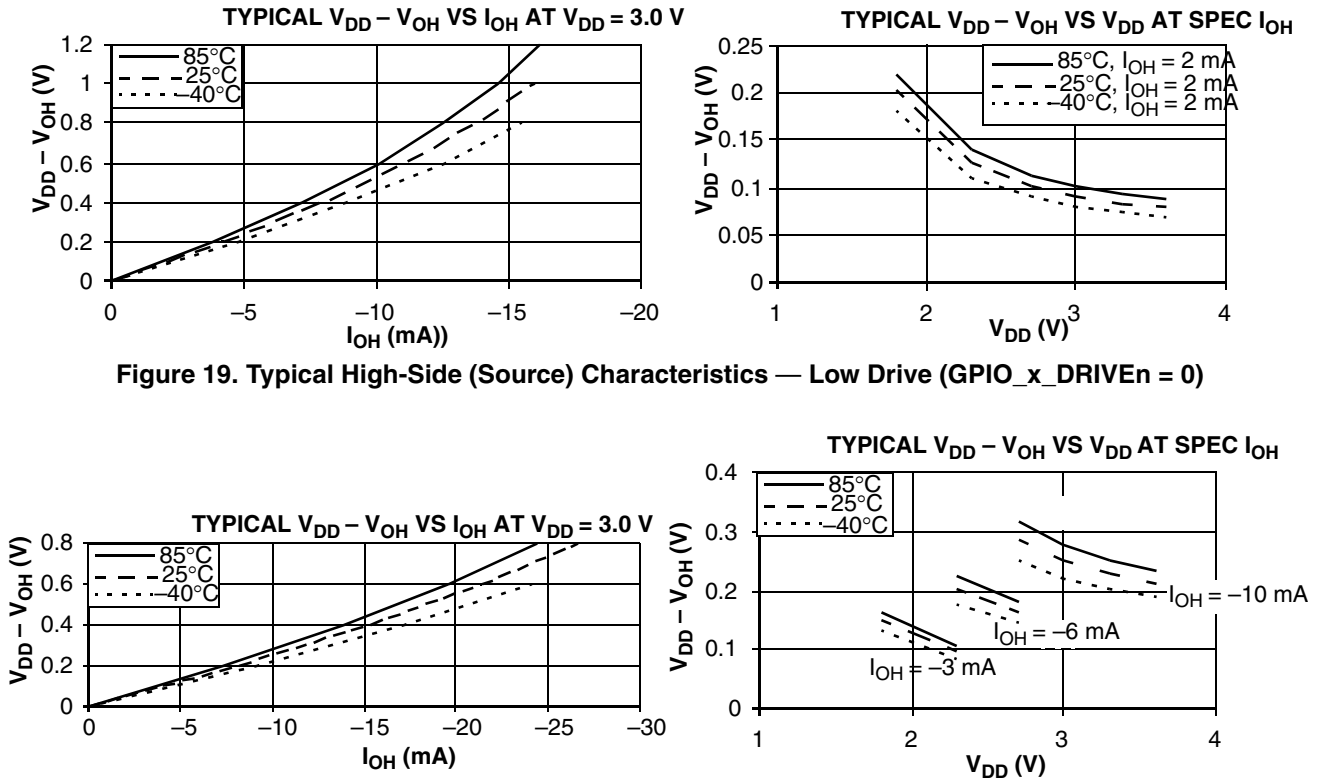 TYPICAL VDD – VOH VS IOH AT VDD = 3.0 V
85°C
25°C
–40°C
VDD – VOH (V)
1.2
1
0.8
0.6
0.4
0.2
0
0 –5 –10 –15 –20
IOH (mA))
TYPICAL VDD – VOH VS VDD AT SPEC IOH
85°C, IOH = 2 mA
25°C, IOH = 2 mA
–40°C, IOH = 2 mA
VDD – VOH (V)
0.25
0.2
0.15
0.1
0.05
0
1 2 3 4
VDD (V)
Figure 19. Typical High-Side (Source) Characteristics — Low Drive (GPIO_x_DRIVEn = 0)
TYPICAL VDD – VOH VS IOH AT VDD = 3.0 V
85°C
25°C
–40°C
VDD – VOH (V)
0.8
0.6
0.4
0.2
0
0 –5 –10 –15 –20 –25 –30
IOH (mA)
TYPICAL VDD – VOH VS VDD AT SPEC IOH
85°C
25°C
–40°C
VDD – VOH (V)
0.4
0.3
0.2
0.1
0
IOH = –10 mA
IOH = –6 mA
IOH = –3 mA
1 2 3 4
VDD (V)